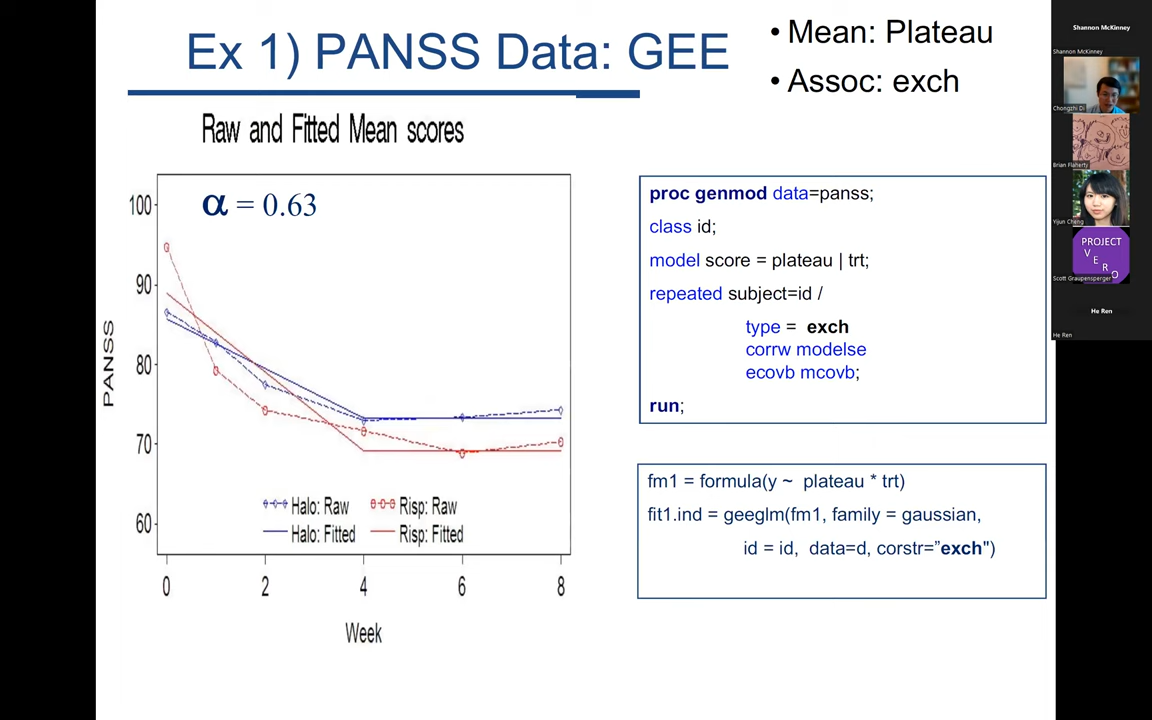 Ex 1) PANSS Data: GEE
• Mean: Plateau
• Assoc: exch
Raw and Fitted Mean scores
α = 0.63
100
90
80
70
60
PANSS
Halo: Raw
Risp: Raw
Halo: Fitted
Risp: Fitted
0 2 4 6 8
Week
proc genmod data=panss;
class id;
model score = plateau | trt;
repeated subject=id /
type = exch
corrw modelse
ecovb mcovb;
run;
fm1 = formula(y ~ plateau * trt)
fit1.ind = geeglm(fm1, family = gaussian,
id = id, data=d, corstr=”exch")
Shannon McKinney
Shannon McKinney
Chongzhi Di
Brian Flaherty
Yijun Cheng
PROJECT
V
E
R
O
Scott Graupensperger
He Ren
He Ren